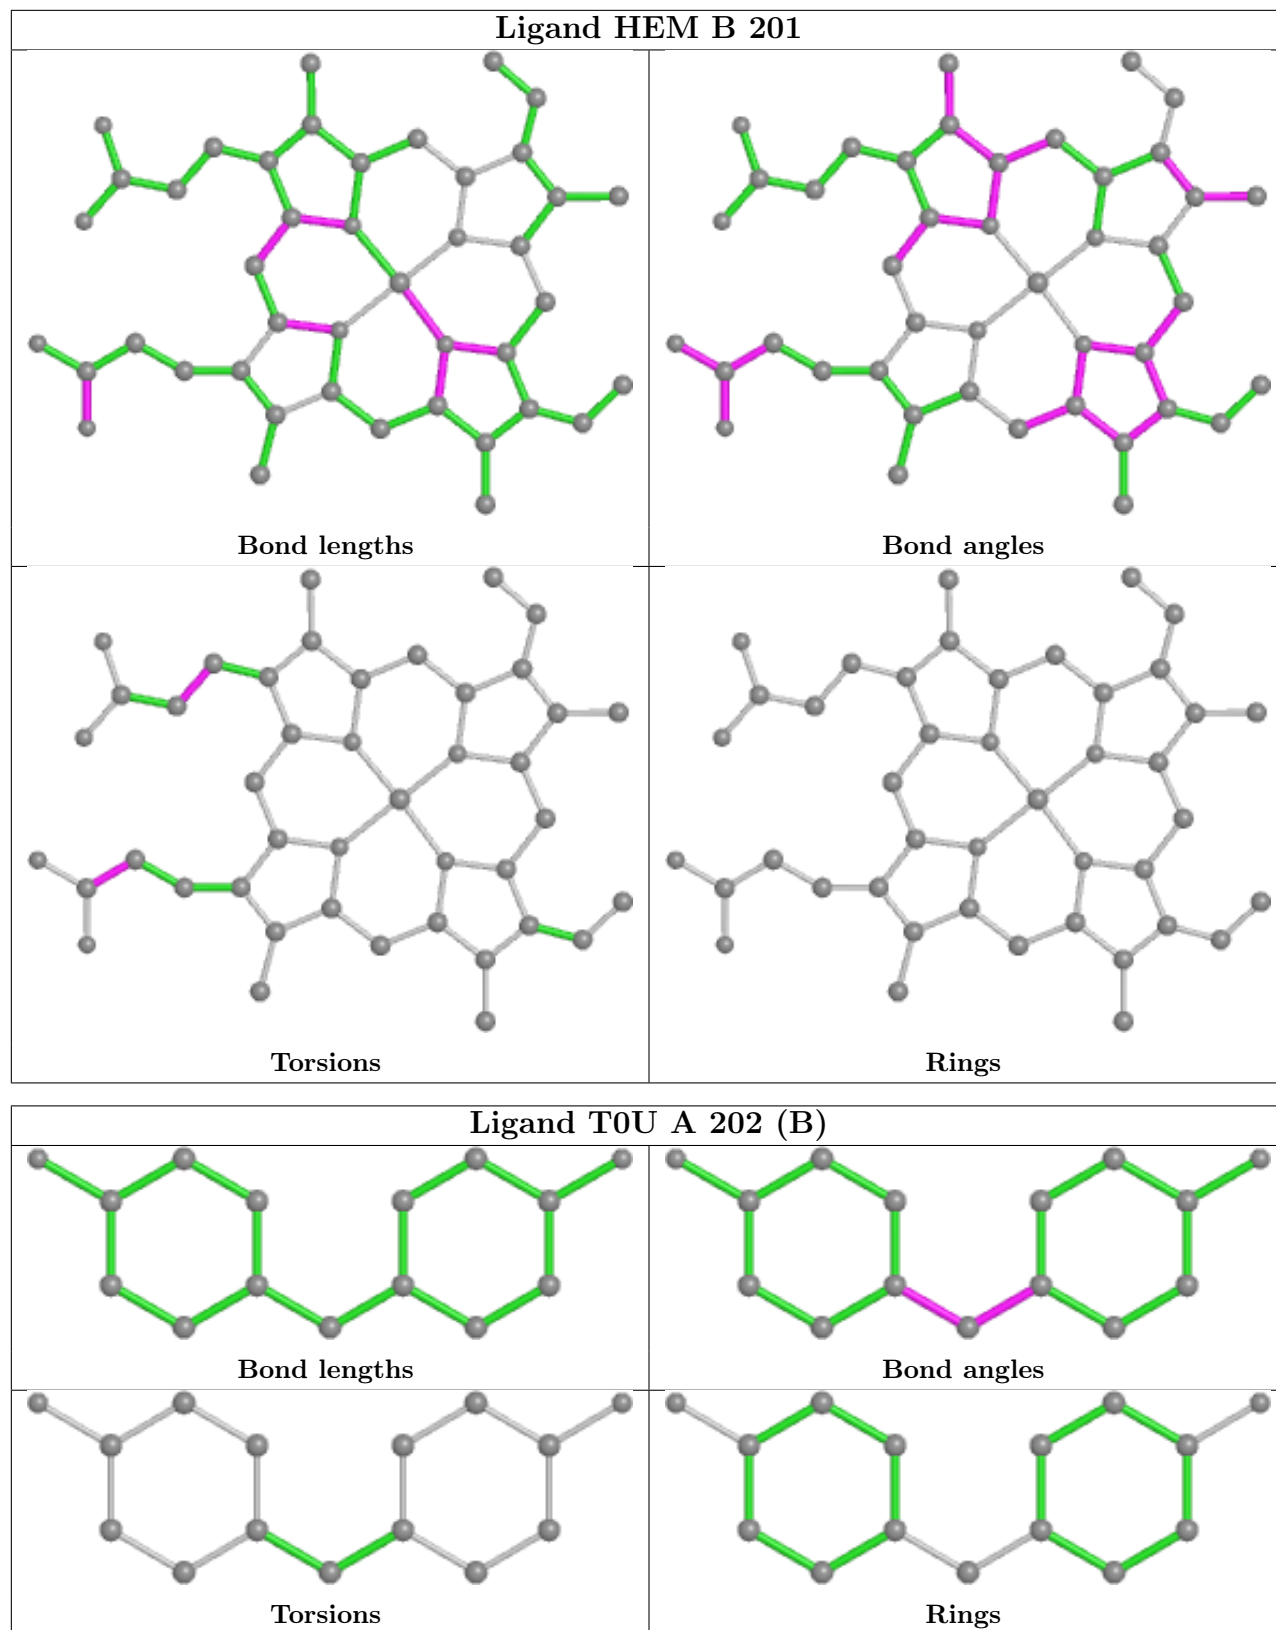 Ligand HEM B 201
Bond lengths
Bond angles
Torsions
Rings
Ligand T0U A 202 (B)
Bond lengths
Bond angles
Torsions
Rings